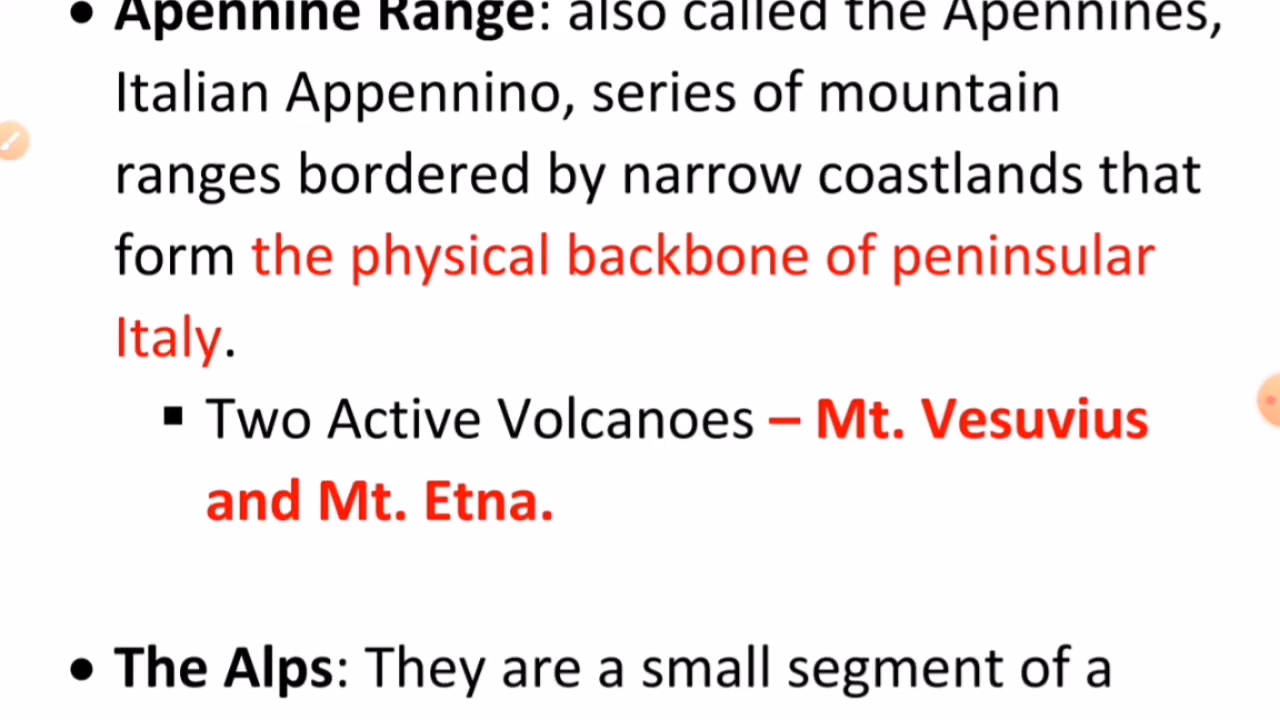 • Apennine Range: also called the Apennines,
Italian Appennino, series of mountain
ranges bordered by narrow coastlands that
form the physical backbone of peninsular
Italy.
▪ Two Active Volcanoes – Mt. Vesuvius
and Mt. Etna.
• The Alps: They are a small segment of a